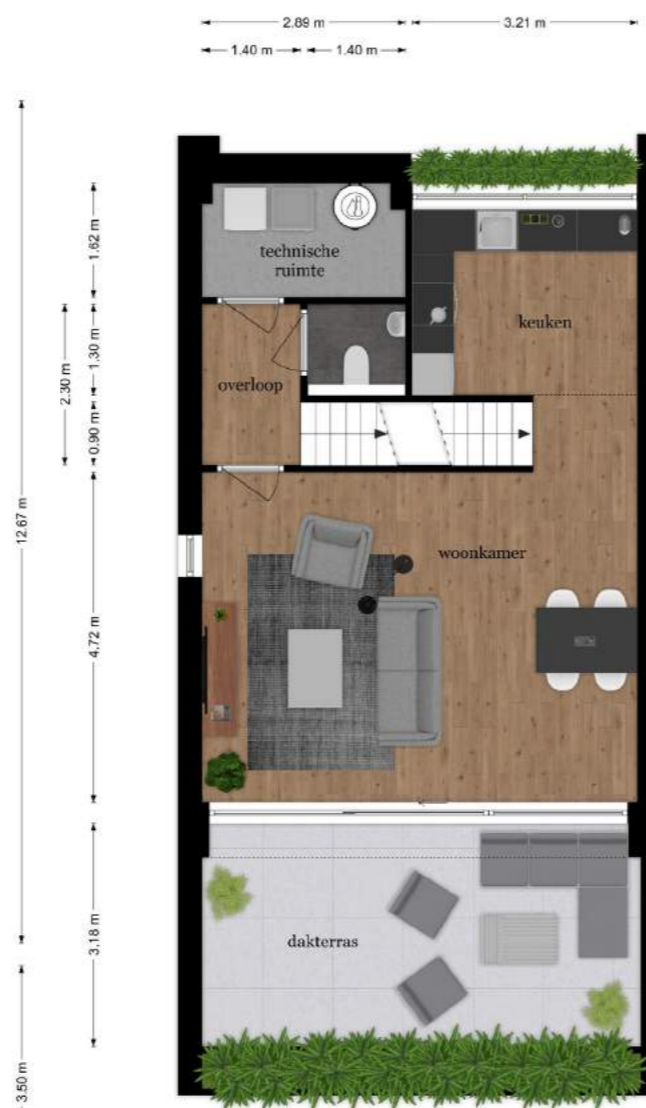 2.89 m
3.21 m
1.40 m
1.40 m
12.67 m
1.62 m
technische
ruimte
keuken
2.30 m
1.30 m
overloop
0.90 m
woonkamer
4.72 m
dakterras
3.18 m
3.50 m